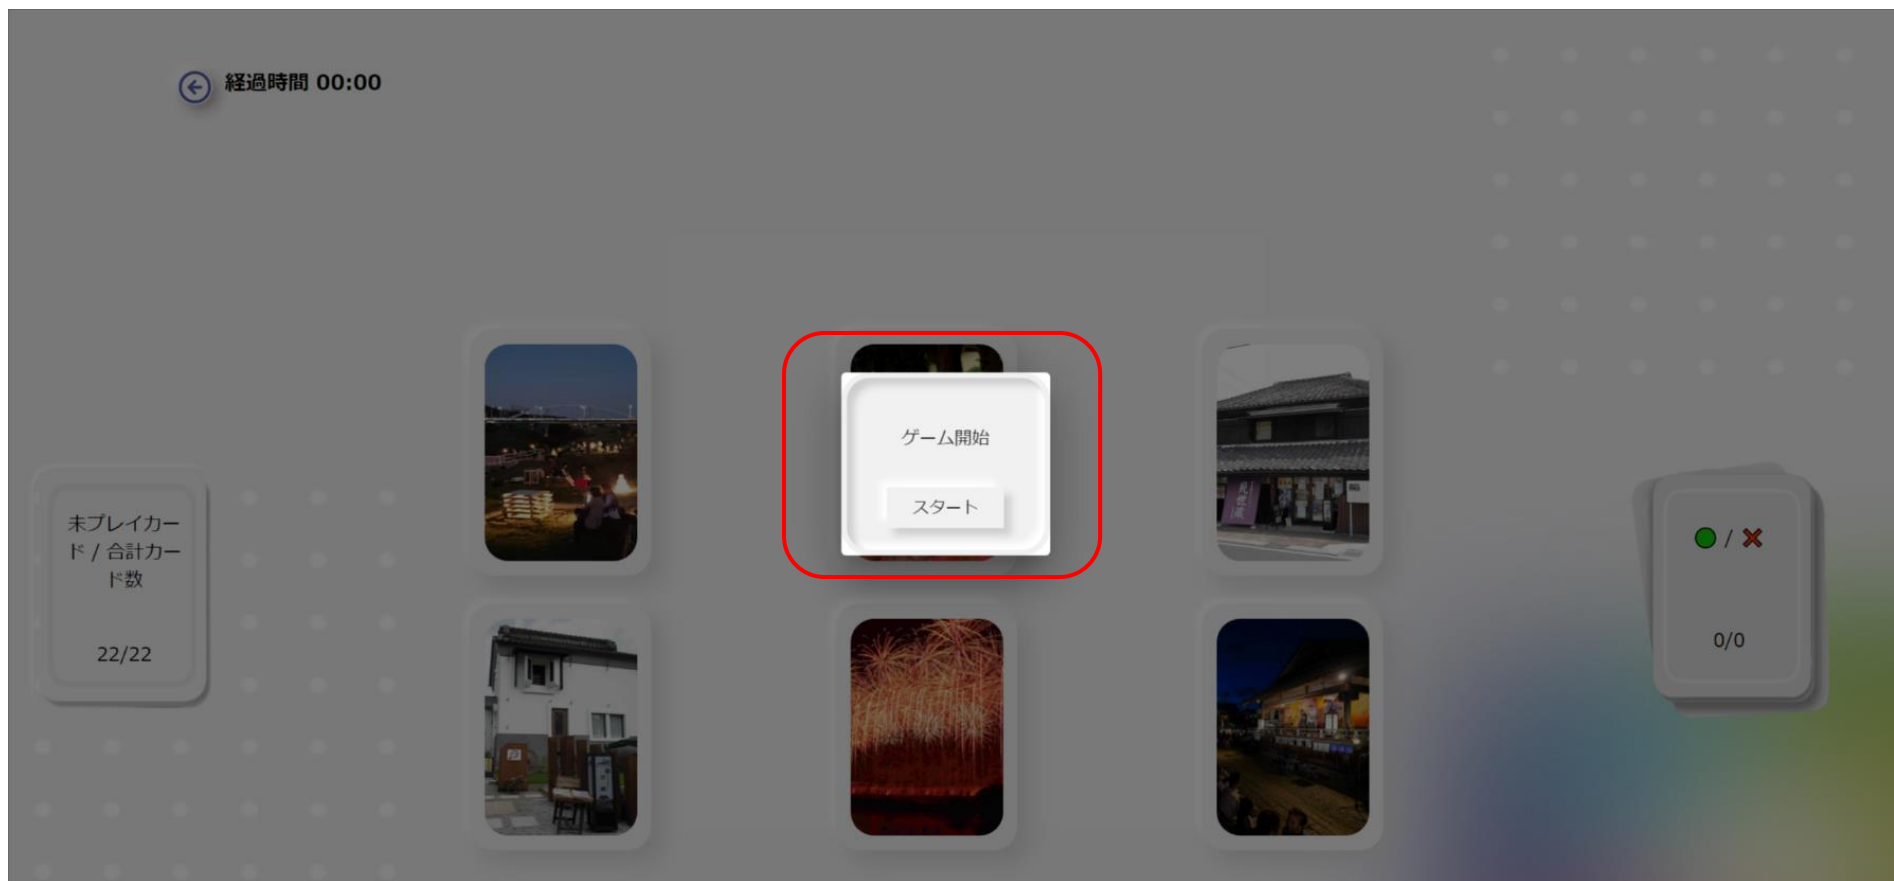 経過時間 00:00
ゲーム開始
スタート
未プレイカー
ド / 合計カー
ド数
22/22
/
0/0